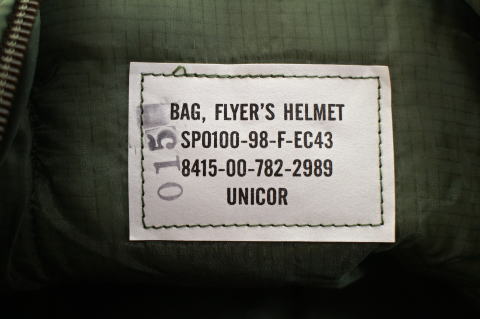 BAG, FLYER'S HELMET
SP0100-98-F-EC43
8415-00-782-2989
UNICOR
015